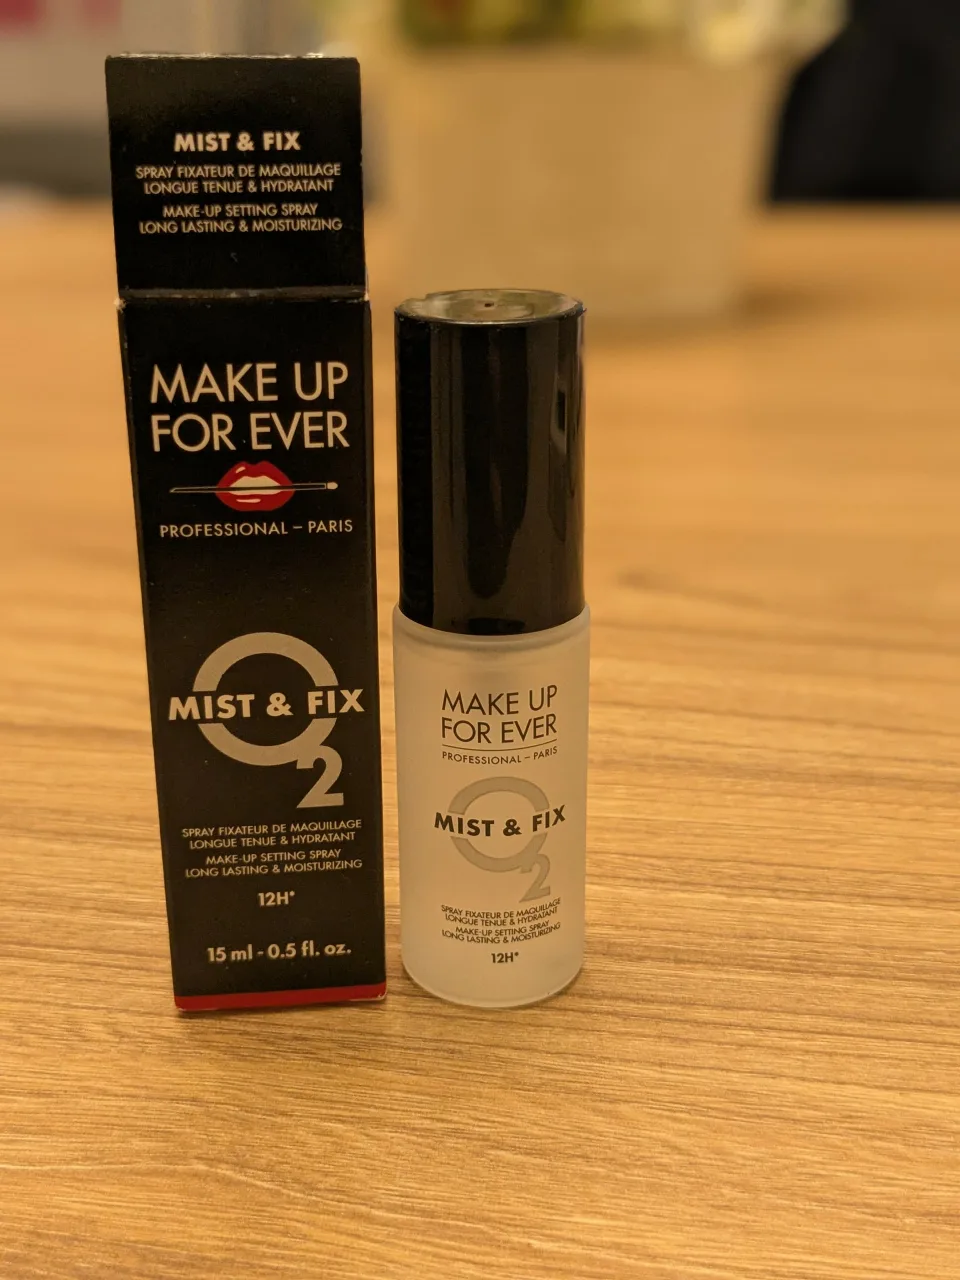 MIST & FIX
SPRAY FIXATEUR DE MAQUILLAGE
LONGUE TENUE & HYDRATANT
MAKE-UP SETTING SPRAY
LONG LASTING & MOISTURIZING
MAKE UP
FOR EVER
PROFESSIONAL – PARIS
O
MIST & FIX
2
SPRAY FIXATEUR DE MAQUILLAGE
LONGUE TENUE & HYDRATANT
MAKE-UP SETTING SPRAY
LONG LASTING & MOISTURIZING
12H*
15 ml - 0.5 fl. oz.
MAKE UP
FOR EVER
PROFESSIONAL – PARIS
O
MIST & FIX
2
SPRAY FIXATEUR DE MAQUILLAGE
LONGUE TENUE & HYDRATANT
MAKE-UP SETTING SPRAY
LONG LASTING & MOISTURIZING
12H*